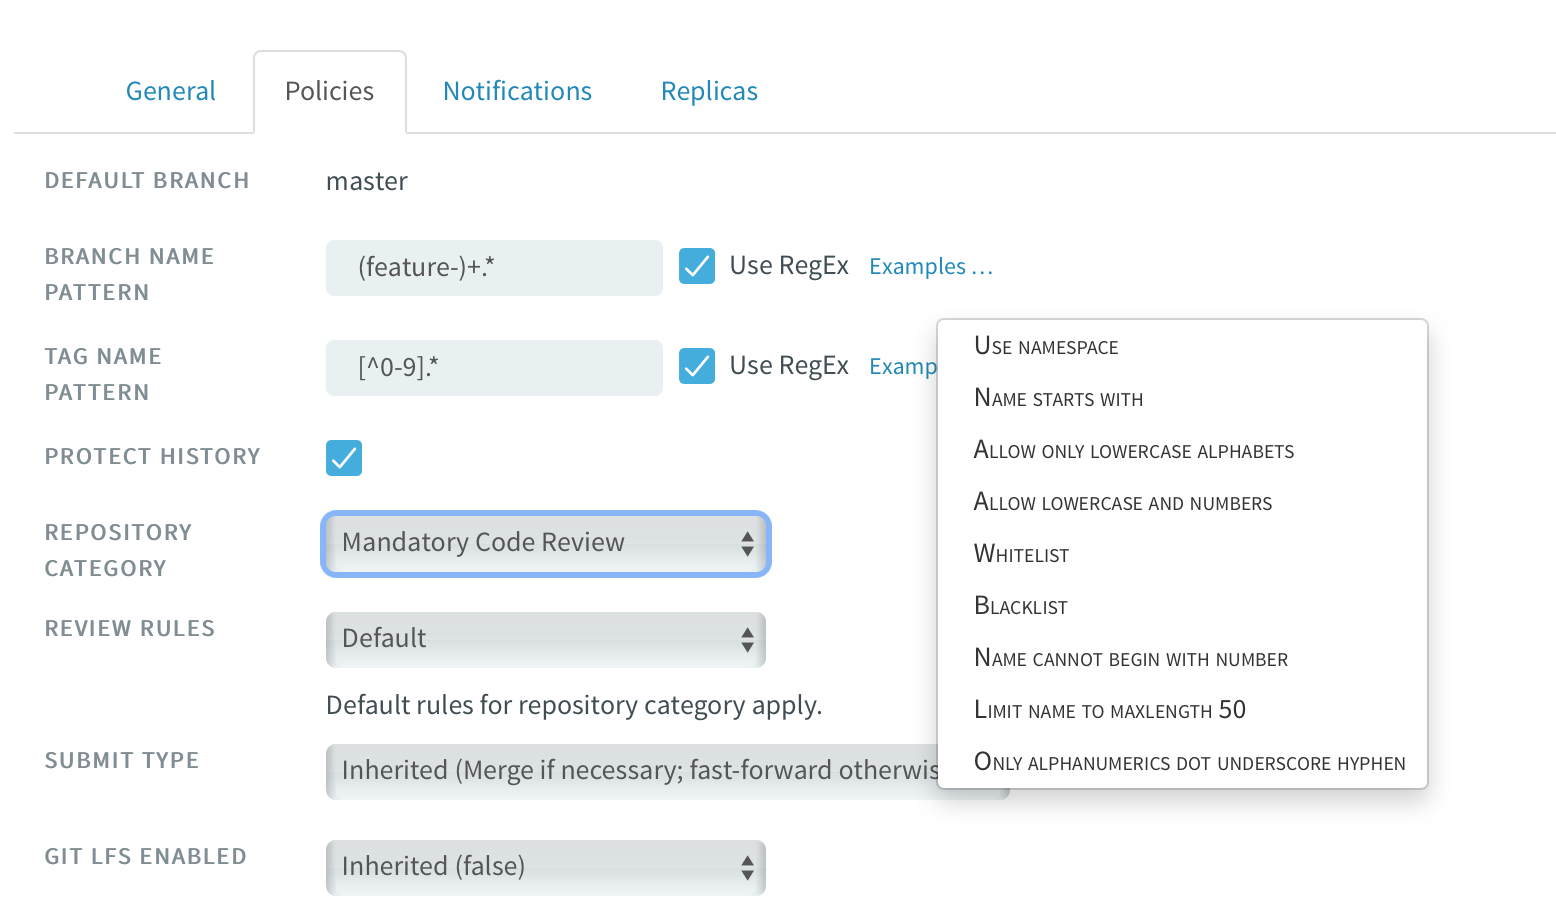 General Policies Notifications Replicas
DEFAULT BRANCH master
BRANCH NAME PATTERN (feature-)+.* Use RegEx Examples ...
TAG NAME PATTERN [^0-9].* Use RegEx Examp
PROTECT HISTORY
REPOSITORY CATEGORY Mandatory Code Review
REVIEW RULES Default
Default rules for repository category apply.
SUBMIT TYPE Inherited (Merge if necessary; fast-forward otherwis
GIT LFS ENABLED Inherited (false)
Use namespace
Name starts with
Allow only lowercase alphabets
Allow lowercase and numbers
Whitelist
Blacklist
Name cannot begin with number
Limit name to maxlength 50
Only alphanumerics dot underscore hyphen